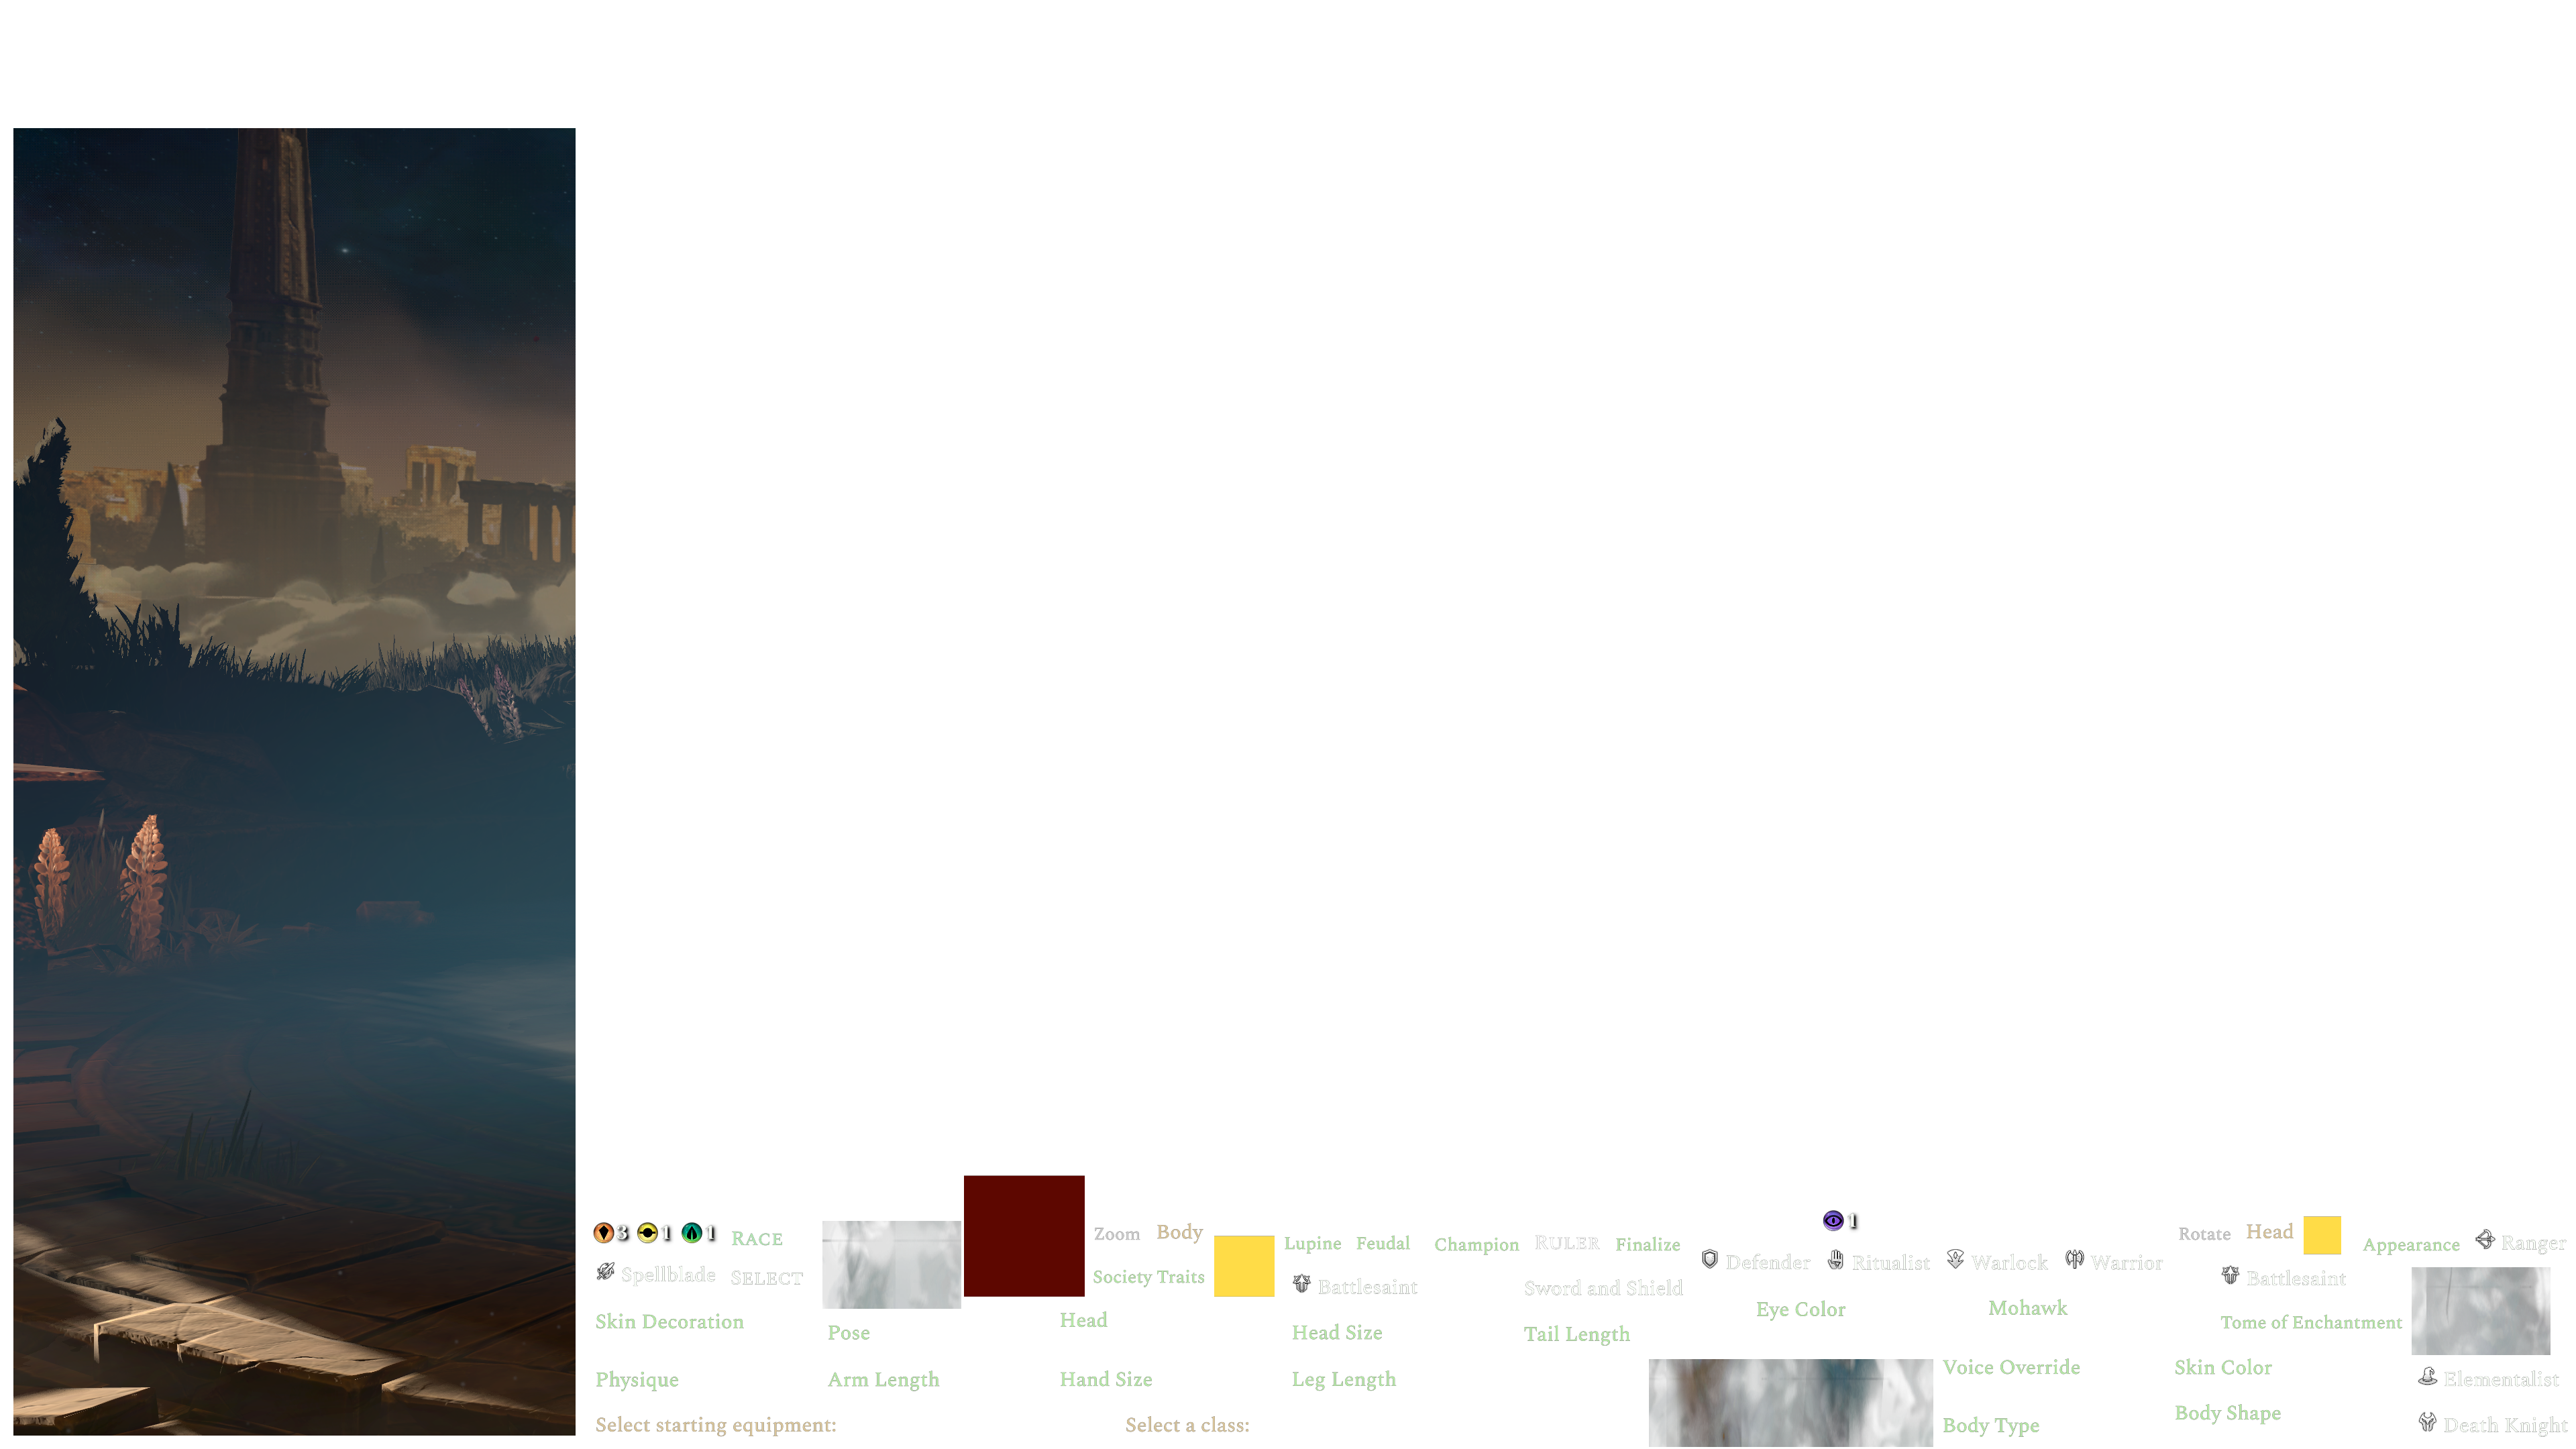 1
3 1 1 RACE
Zoom Body
Rotate Head
Lupine Feudal Champion RULER Finalize
Appearance Ranger
Defender Ritualist Warlock Warrior
Spellblade SELECT
Society Traits
Battlesaint
Battlesaint
Sword and Shield
Eye Color
Mohawk
Skin Decoration
Head
Tome of Enchantment
Pose
Head Size
Tail Length
Voice Override
Skin Color
Physique
Arm Length
Hand Size
Leg Length
Elementalist
Body Shape
Select starting equipment:
Select a class:
Body Type
Death Knight